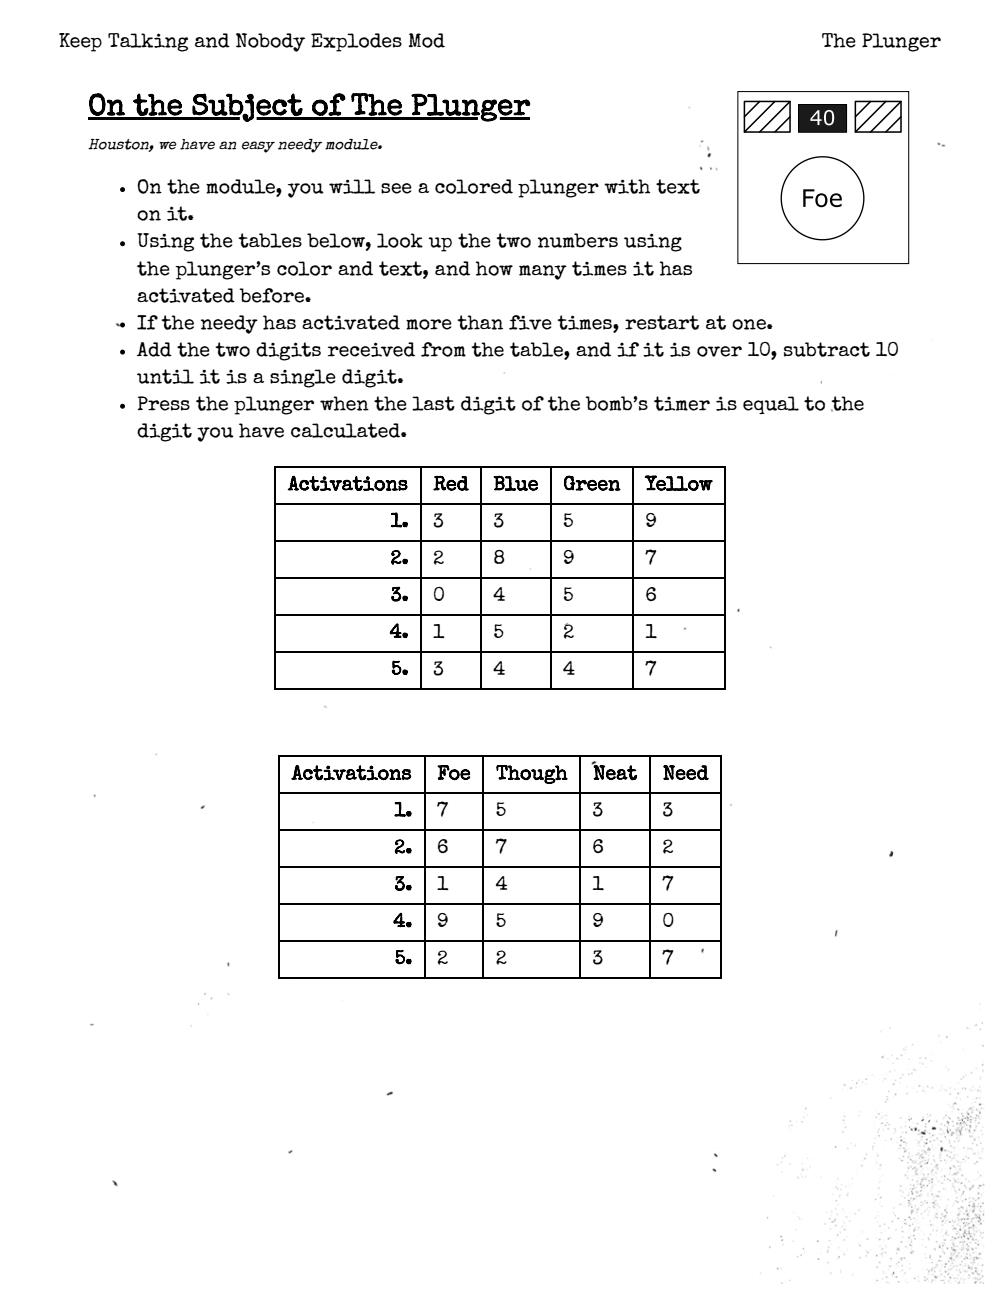 Keep Talking and Nobody Explodes Mod The Plunger
On the Subject of The Plunger
Houston, we have an easy needy module.
40
Foe
• On the module, you will see a colored plunger with text
on it.
• Using the tables below, look up the two numbers using
the plunger's color and text, and how many times it has
activated before.
• If the needy has activated more than five times, restart at one.
• Add the two digits received from the table, and if it is over 10, subtract 10
until it is a single digit.
• Press the plunger when the last digit of the bomb's timer is equal to the
digit you have calculated.
Activations Red Blue Green Yellow
1. 3 3 5 9
2. 2 8 9 7
3. 0 4 5 6
4. 1 5 2 1
5. 3 4 4 7
Activations Foe Though Neat Need
1. 7 5 3 3
2. 6 7 6 2
3. 1 4 1 7
4. 9 5 9 0
5. 2 2 3 7